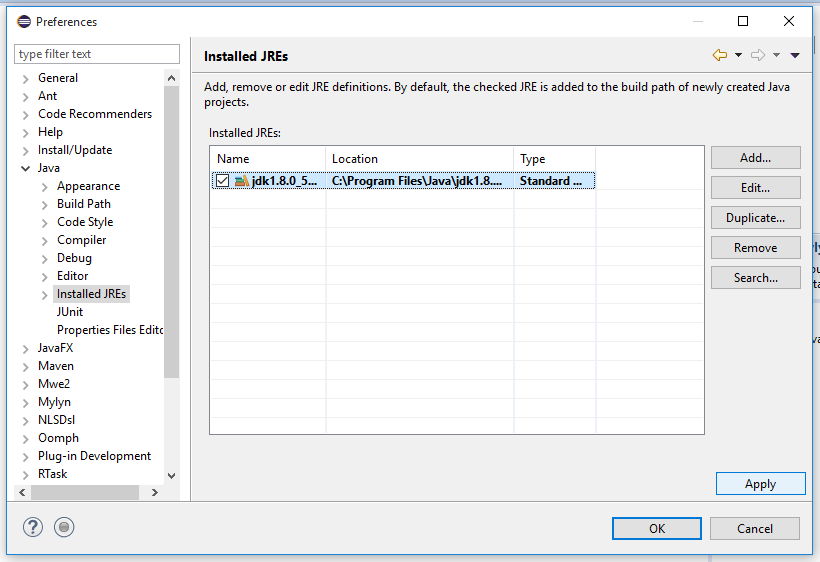 Preferences
type filter text
General
Ant
Code Recommenders
Help
Install/Update
Java
Appearance
Build Path
Code Style
Compiler
Debug
Editor
Installed JREs
JUnit
Properties Files Edito
JavaFX
Maven
Mwe2
Mylyn
NLSDsl
Oomph
Plug-in Development
RTask
Installed JREs
Add, remove or edit JRE definitions. By default, the checked JRE is added to the build path of newly created Java
projects.
Installed JREs:
Name Location Type
jdk1.8.0_5... C:\Program Files\Java\jdk1.8.... Standard ...
Add...
Edit...
Duplicate...
Remove
Search...
Apply
?
OK Cancel